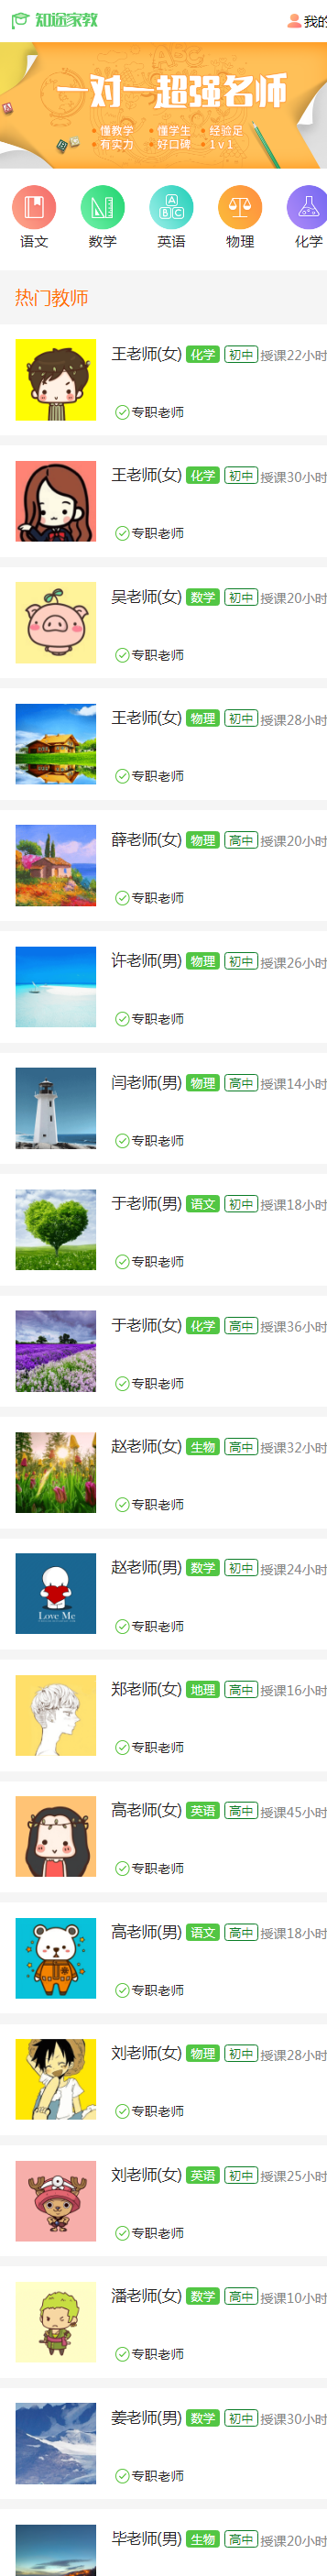 知途家教
我的
一对一超强名师
懂教学 懂学生 经验足
有实力 好口碑 1v1
A
B C
语文 数学 英语 物理 化学
热门教师
王老师(女) 化学 初中 授课22小时
专职老师
王老师(女) 化学 初中 授课30小时
专职老师
吴老师(女) 数学 初中 授课20小时
专职老师
王老师(女) 物理 初中 授课28小时
专职老师
薛老师(女) 物理 高中 授课20小时
专职老师
许老师(男) 物理 初中 授课26小时
专职老师
闫老师(男) 物理 高中 授课14小时
专职老师
于老师(男) 语文 初中 授课18小时
专职老师
于老师(女) 化学 高中 授课36小时
专职老师
赵老师(女) 生物 高中 授课32小时
专职老师
赵老师(男) 数学 初中 授课24小时
Love Me
专职老师
郑老师(女) 地理 高中 授课16小时
专职老师
高老师(女) 英语 高中 授课45小时
专职老师
高老师(男) 语文 高中 授课18小时
专职老师
刘老师(女) 物理 初中 授课28小时
专职老师
刘老师(女) 英语 初中 授课25小时
专职老师
潘老师(女) 数学 高中 授课10小时
专职老师
姜老师(男) 数学 初中 授课30小时
专职老师
毕老师(男) 生物 高中 授课20小时